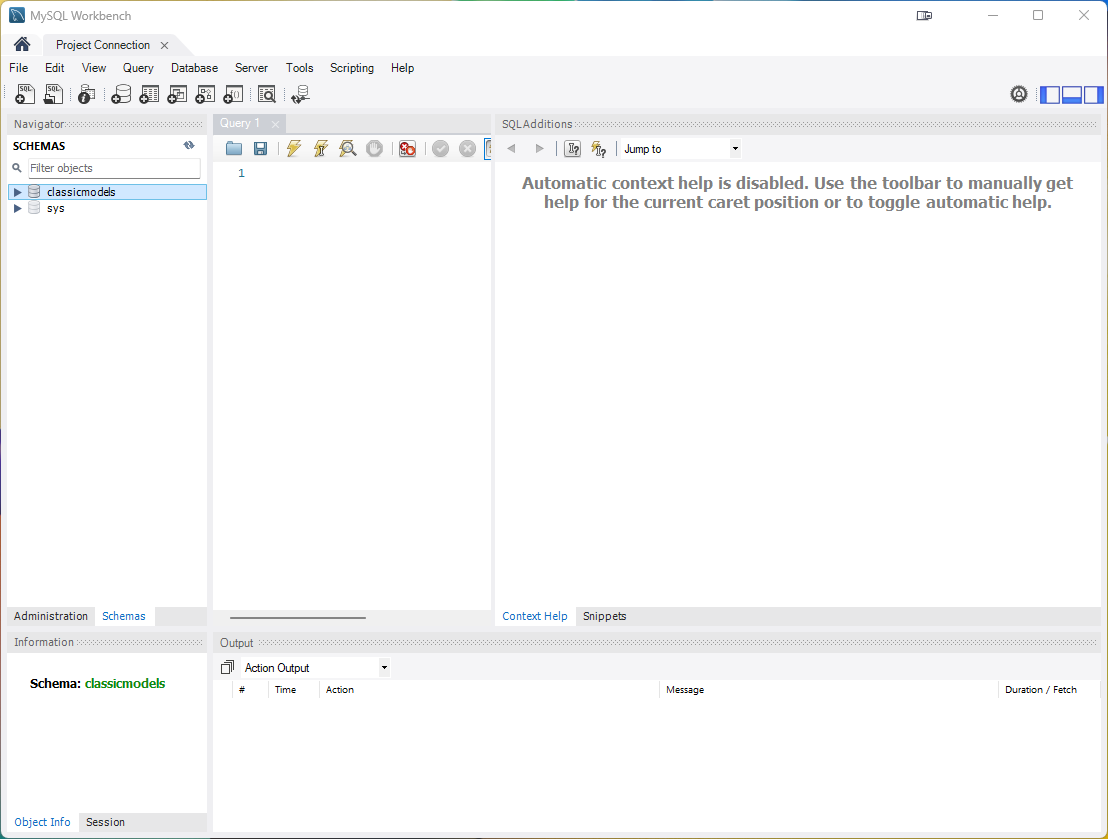 MySQL Workbench
Project Connection
File Edit View Query Database Server Tools Scripting Help
Navigator
SCHEMAS
Filter objects
classicmodels
sys
Administration Schemas
Query 1
1
SQLAdditions
Jump to
Automatic context help is disabled. Use the toolbar to manually get
help for the current caret position or to toggle automatic help.
Context Help Snippets
Information
Schema: classicmodels
Object Info Session
Output
Action Output
# Time Action Message Duration / Fetch